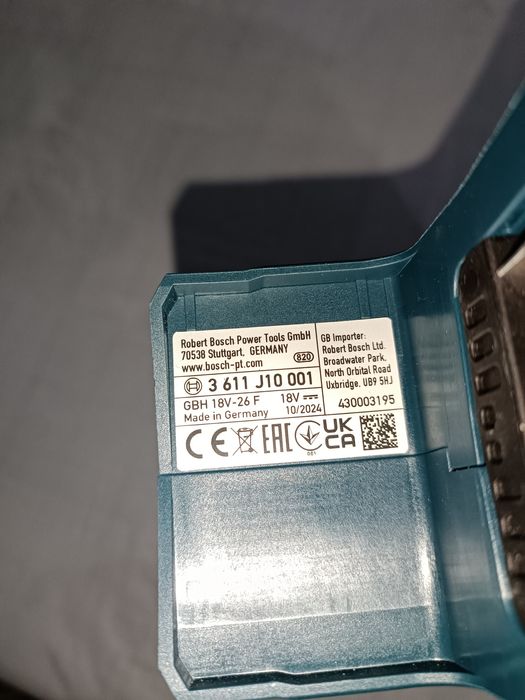 Robert Bosch Power Tools GmbH
70538 Stuttgart, GERMANY
www.bosch-pt.com
820
3 611 J10 001
GBH 18V-26 F
18V
Made in Germany
10/2024
GB Importer:
Robert Bosch Ltd.
Broadwater Park,
North Orbital Road
Uxbridge. UB9 5HJ
430003195
CE
EAC
UK
CA